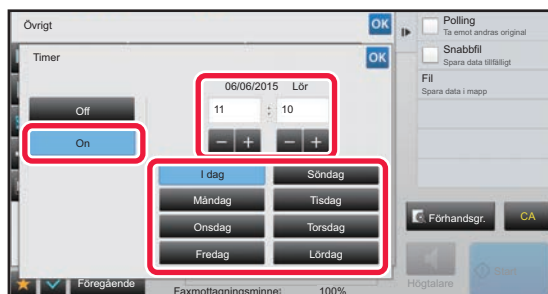 Övrigt
OK
Timer
OK
06/06/2015 Lör
11 : 10
Off
On
I dag
Söndag
Måndag
Tisdag
Onsdag
Torsdag
Fredag
Lördag
Föregående
Faxmottagningsminne: 100%
Polling
Ta emot andras original
Snabbfil
Spara data tillfälligt
Fil
Spara data i mapp
Förhandsgr.
CA
Högtalare
Start